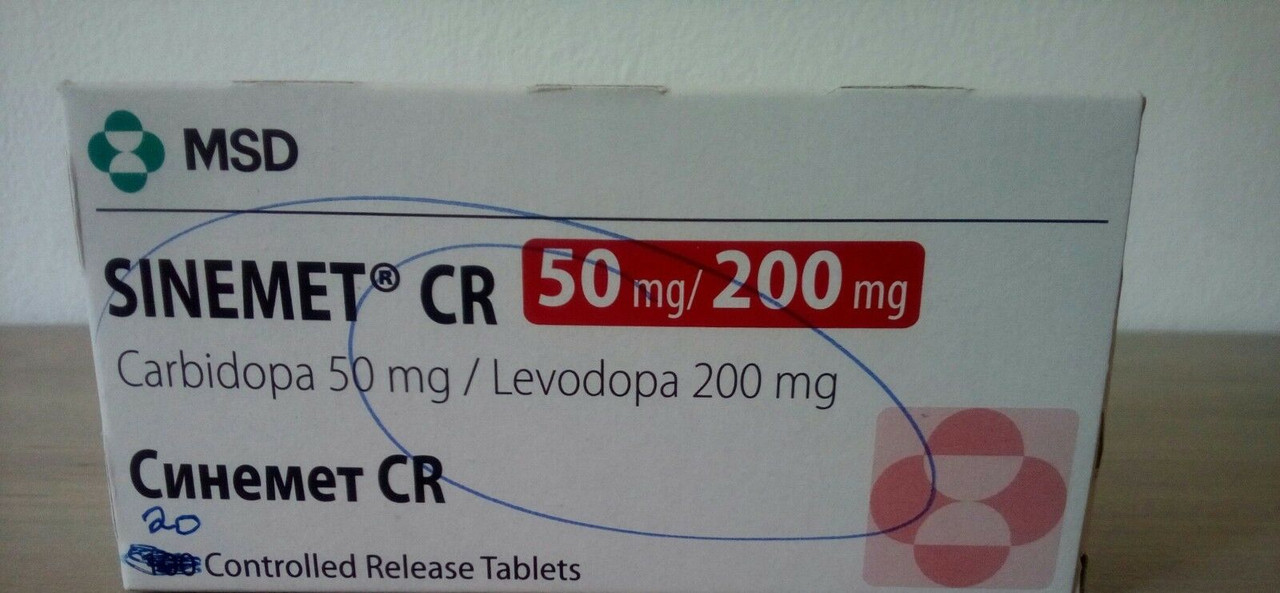 MSD
SINEMET® CR 50 mg/200 mg
Carbidopa 50 mg / Levodopa 200 mg
Синемет CR
20
Controlled Release Tablets